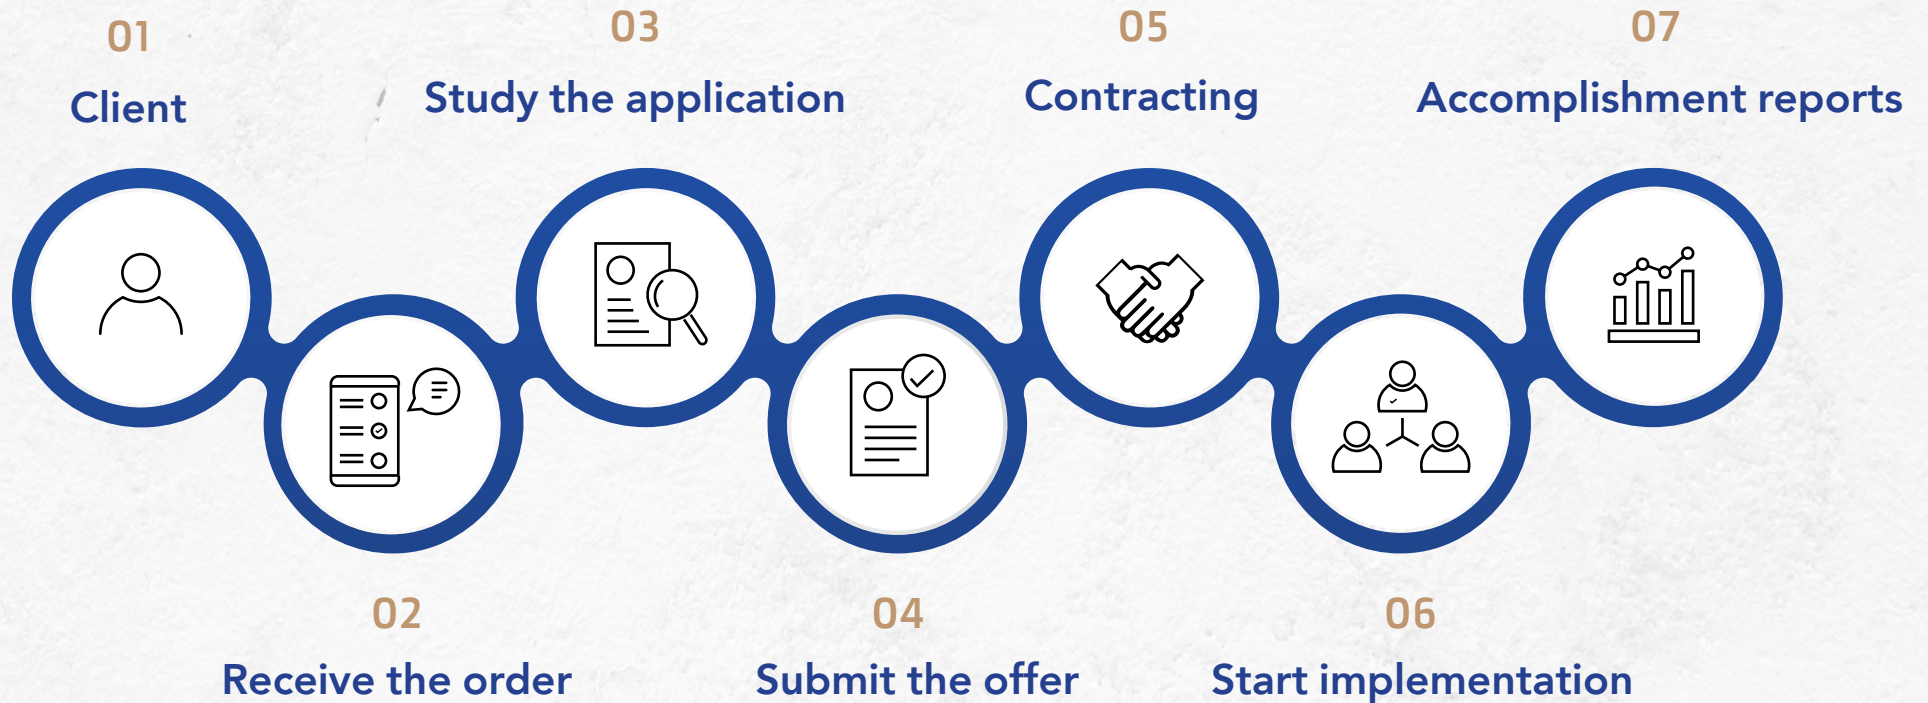 01
Client
02
Receive the order
03
Study the application
04
Submit the offer
05
Contracting
06
Start implementation
07
Accomplishment reports